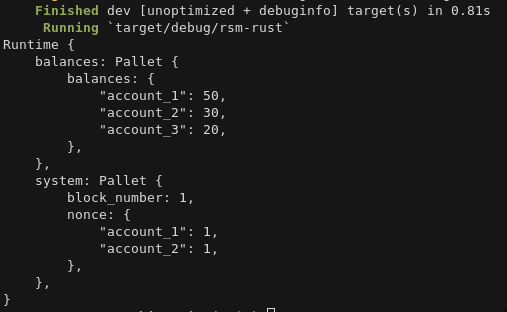 Finished dev [unoptimized + debuginfo] target(s) in 0.81s
Running `target/debug/rsm-rust`
Runtime {
    balances: Pallet {
        balances: {
            "account_1": 50,
            "account_2": 30,
            "account_3": 20,
        },
    },
    system: Pallet {
        block_number: 1,
        nonce: {
            "account_1": 1,
            "account_2": 1,
        },
    },
}